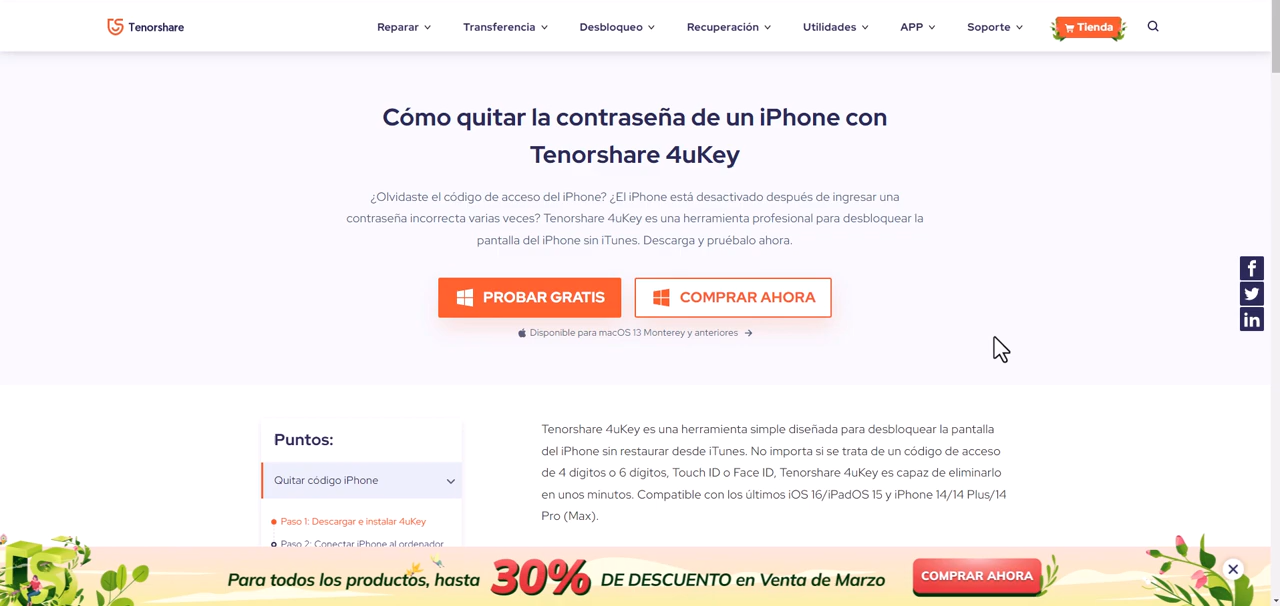 Tenorshare
Reparar
Transferencia
Desbloqueo
Recuperación
Utilidades
APP
Soporte
Tienda
Cómo quitar la contraseña de un iPhone con
Tenorshare 4uKey
¿Olvidaste el código de acceso del iPhone? ¿El iPhone está desactivado después de ingresar una
contraseña incorrecta varias veces? Tenorshare 4uKey es una herramienta profesional para desbloquear la
pantalla del iPhone sin iTunes. Descarga y pruébalo ahora.
PROBAR GRATIS
COMPRAR AHORA
Disponible para macOS 13 Monterey y anteriores →
Puntos:
Quitar código iPhone
Paso 1: Descargar e instalar 4uKey
Paso 2: Conectar iPhone al ordenador
Tenorshare 4uKey es una herramienta simple diseñada para desbloquear la pantalla
del iPhone sin restaurar desde iTunes. No importa si se trata de un código de acceso
de 4 dígitos o 6 dígitos, Touch ID o Face ID, Tenorshare 4uKey es capaz de eliminarlo
en unos minutos. Compatible con los últimos iOS 16/iPadOS 15 y iPhone 14/14 Plus/14
Pro (Max).
Para todos los productos, hasta 30% DE DESCUENTO en Venta de Marzo
COMPRAR AHORA